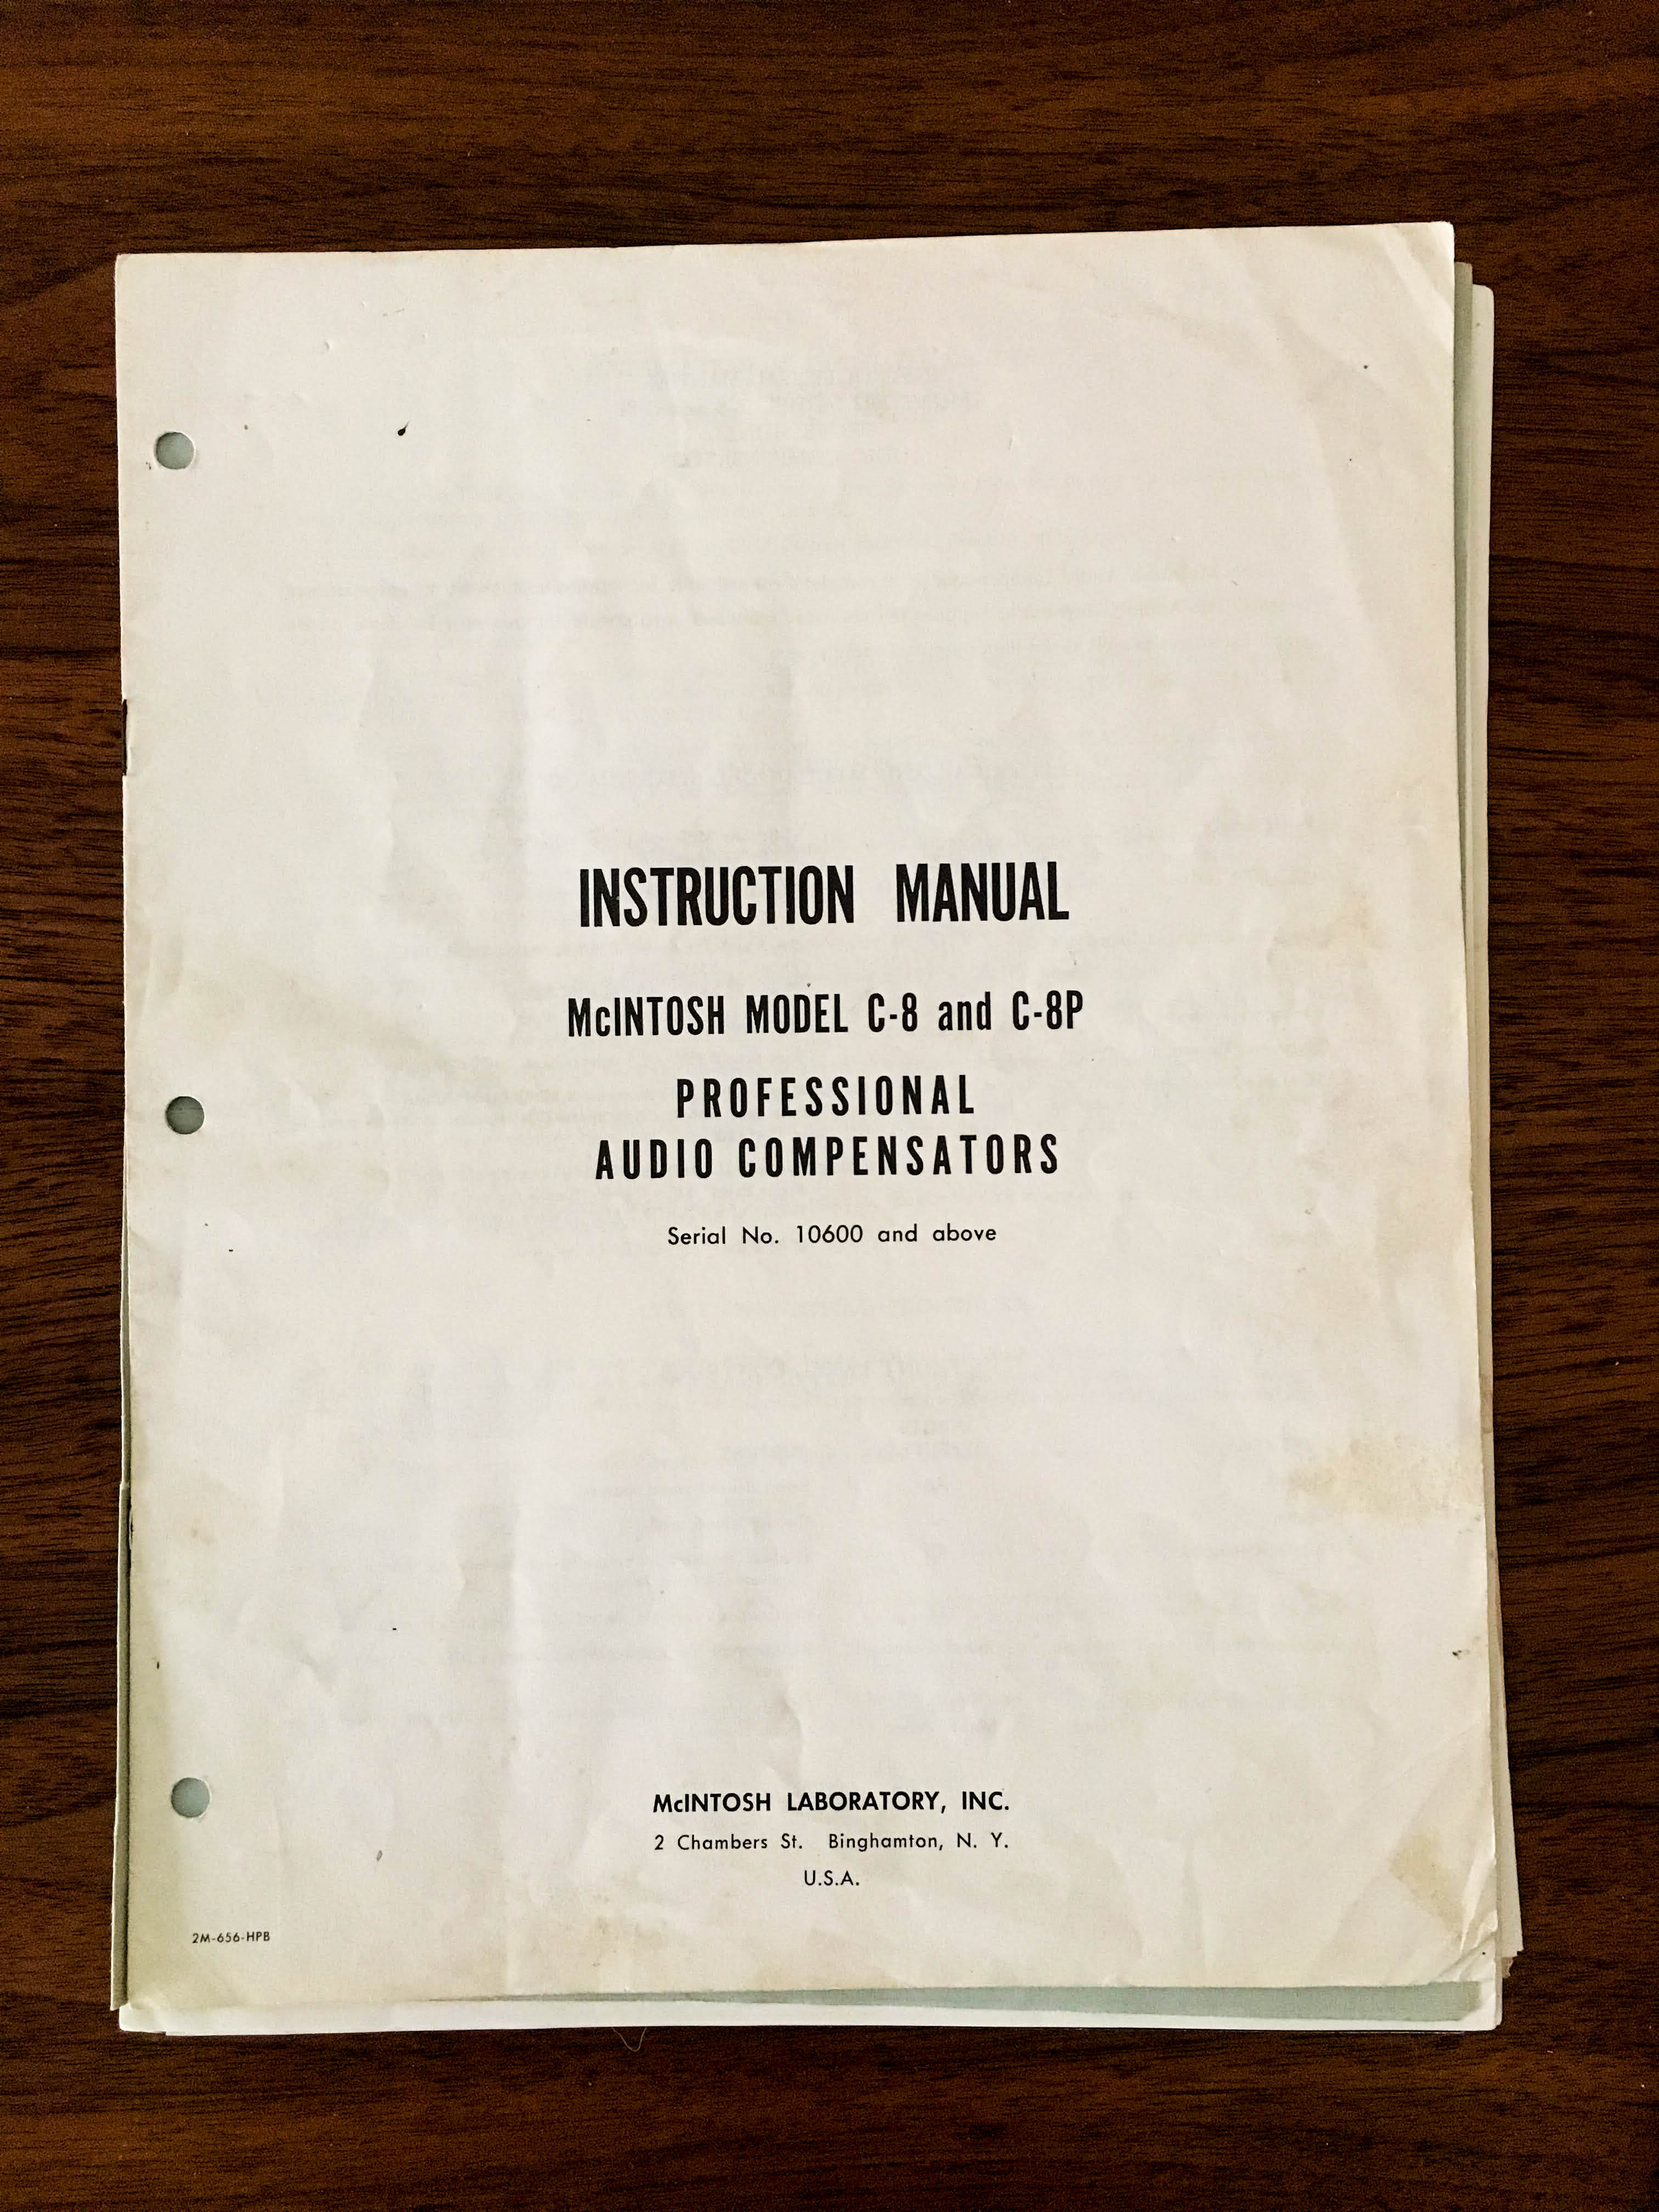 INSTRUCTION MANUAL
McINTOSH MODEL C-8 and C-8P
PROFESSIONAL
AUDIO COMPENSATORS
Serial No. 10600 and above
McINTOSH LABORATORY, INC.
2 Chambers St. Binghamton, N. Y.
U.S.A.
2M-656-HPB